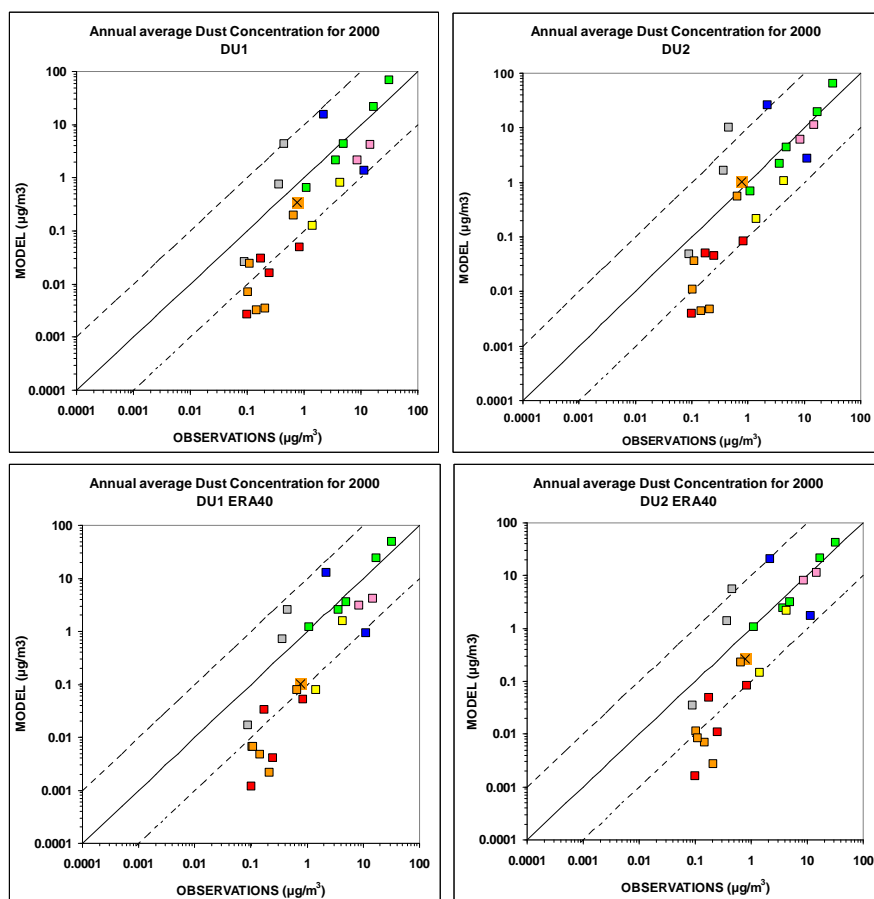 Annual average Dust Concentration for 2000
DU1
100
10
1
0.1
0.01
0.001
0.0001
MODEL (µg/m3)
0.0001 0.001 0.01 0.1 1 10 100
OBSERVATIONS (µg/m³)
Annual average Dust Concentration for 2000
DU2
100
10
1
0.1
0.01
0.001
0.0001
MODEL (µg/m3)
0.0001 0.001 0.01 0.1 1 10 100
OBSERVATIONS (µg/m³)
Annual average Dust Concentration for 2000
DU1 ERA40
100
10
1
0.1
0.01
0.001
0.0001
MODEL (µg/m3)
0.0001 0.001 0.01 0.1 1 10 100
OBSERVATIONS (µg/m³)
Annual average Dust Concentration for 2000
DU2 ERA40
100
10
1
0.1
0.01
0.001
0.0001
MODEL (µg/m3)
0.0001 0.001 0.01 0.1 1 10 100
OBSERVATIONS (µg/m³)